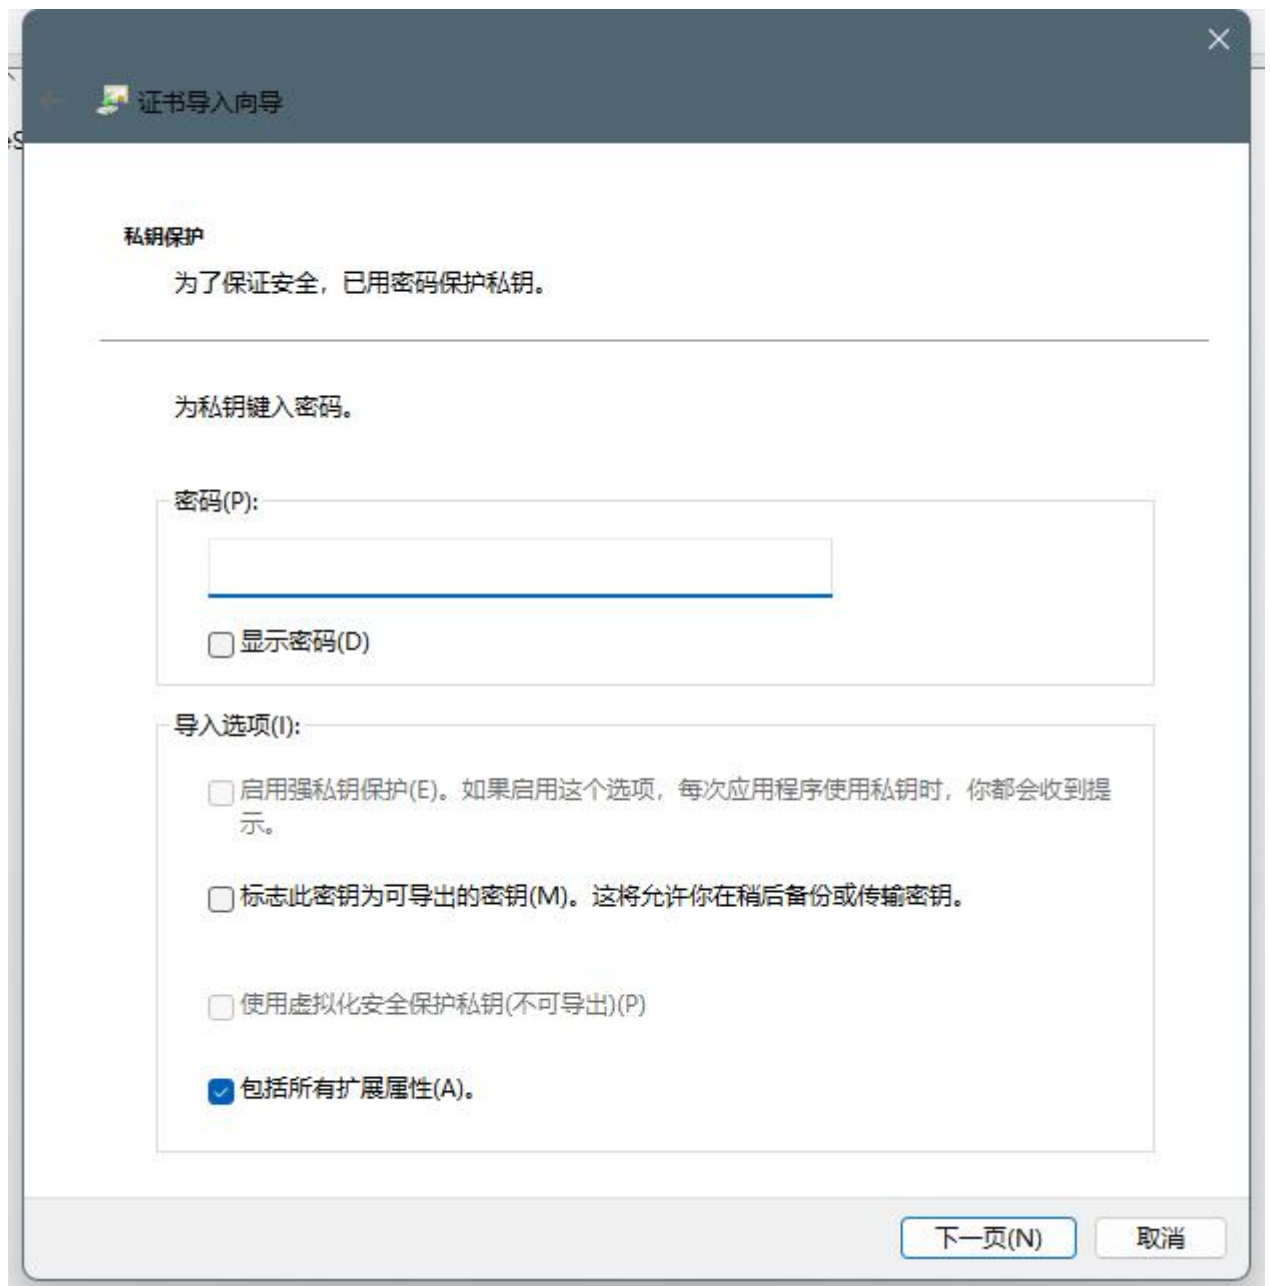 证书导入向导
eS
私钥保护
为了保证安全，已用密码保护私钥。
为私钥键入密码。
密码(P):
显示密码(D)
导入选项(I):
启用强私钥保护(E)。如果启用这个选项，每次应用程序使用私钥时，你都会收到提
示。
标志此密钥为可导出的密钥(M)。这将允许你在稍后备份或传输密钥。
使用虚拟化安全保护私钥(不可导出)(P)
包括所有扩展属性(A)。
下一页(N)
取消